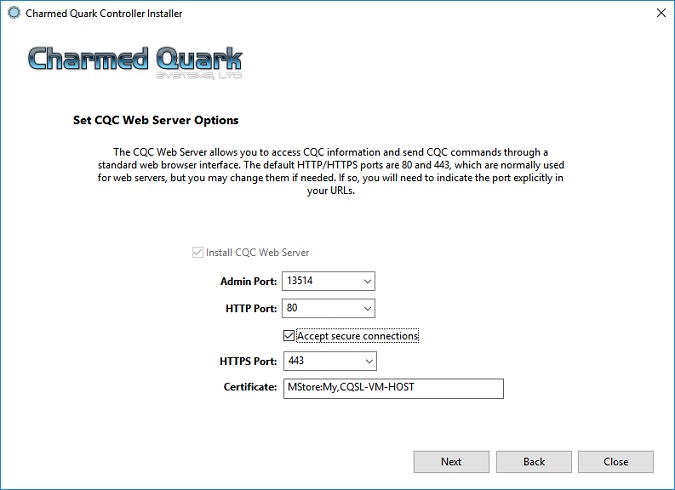 Charmed Quark Controller Installer
Charmed Quark
SYSTEMS, LTD
Set CQC Web Server Options
The CQC Web Server allows you to access CQC information and send CQC commands through a
standard web browser interface. The default HTTP/HTTPS ports are 80 and 443, which are normally used
for web servers, but you may change them if needed. If so, you will need to indicate the port explicitly in
your URLs.
Install CQC Web Server
Admin Port: 13514
HTTP Port: 80
Accept secure connections
HTTPS Port: 443
Certificate: MStore:My,CQSL-VM-HOST
Next Back Close